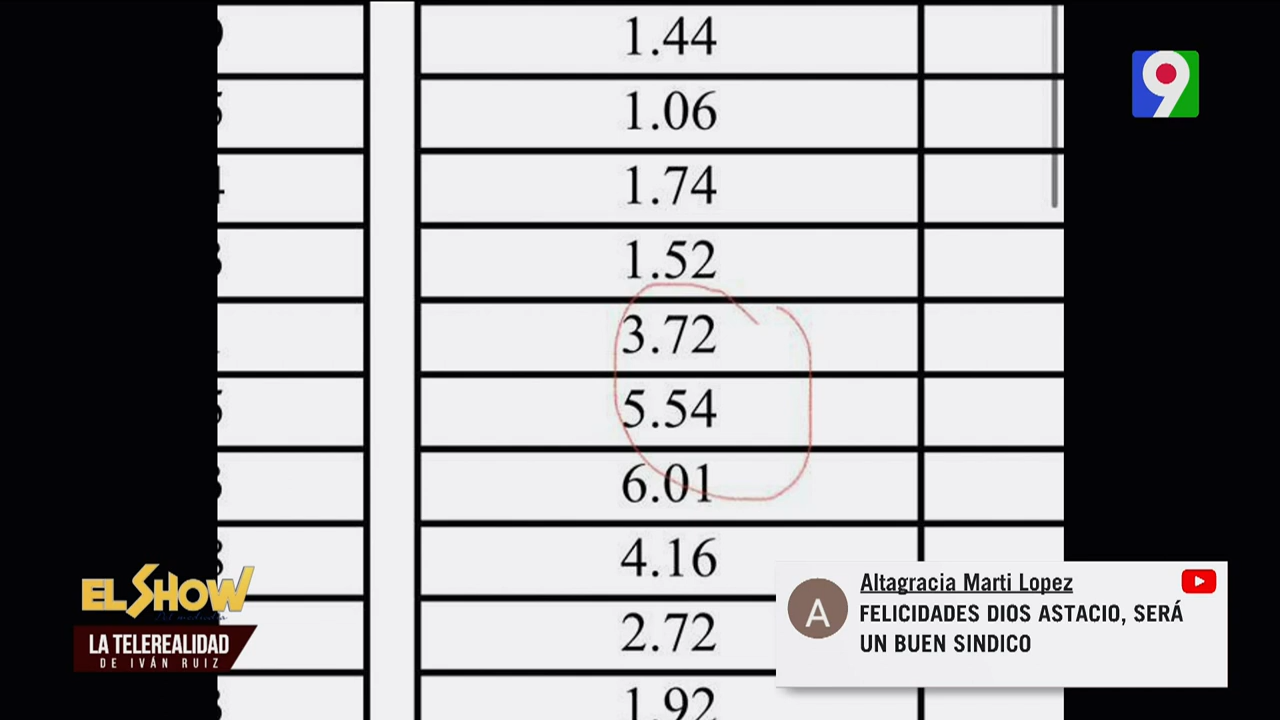 1.44
9
1.06
1.74
1.52
3.72
5.54
6.01
4.16
2.72
1.92
EL SHOW
LA TELEREALIDAD
DE IVÁN RUIZ
Altagracia Marti Lopez
A
FELICIDADES DIOS ASTACIO, SERÁ
UN BUEN SINDICO